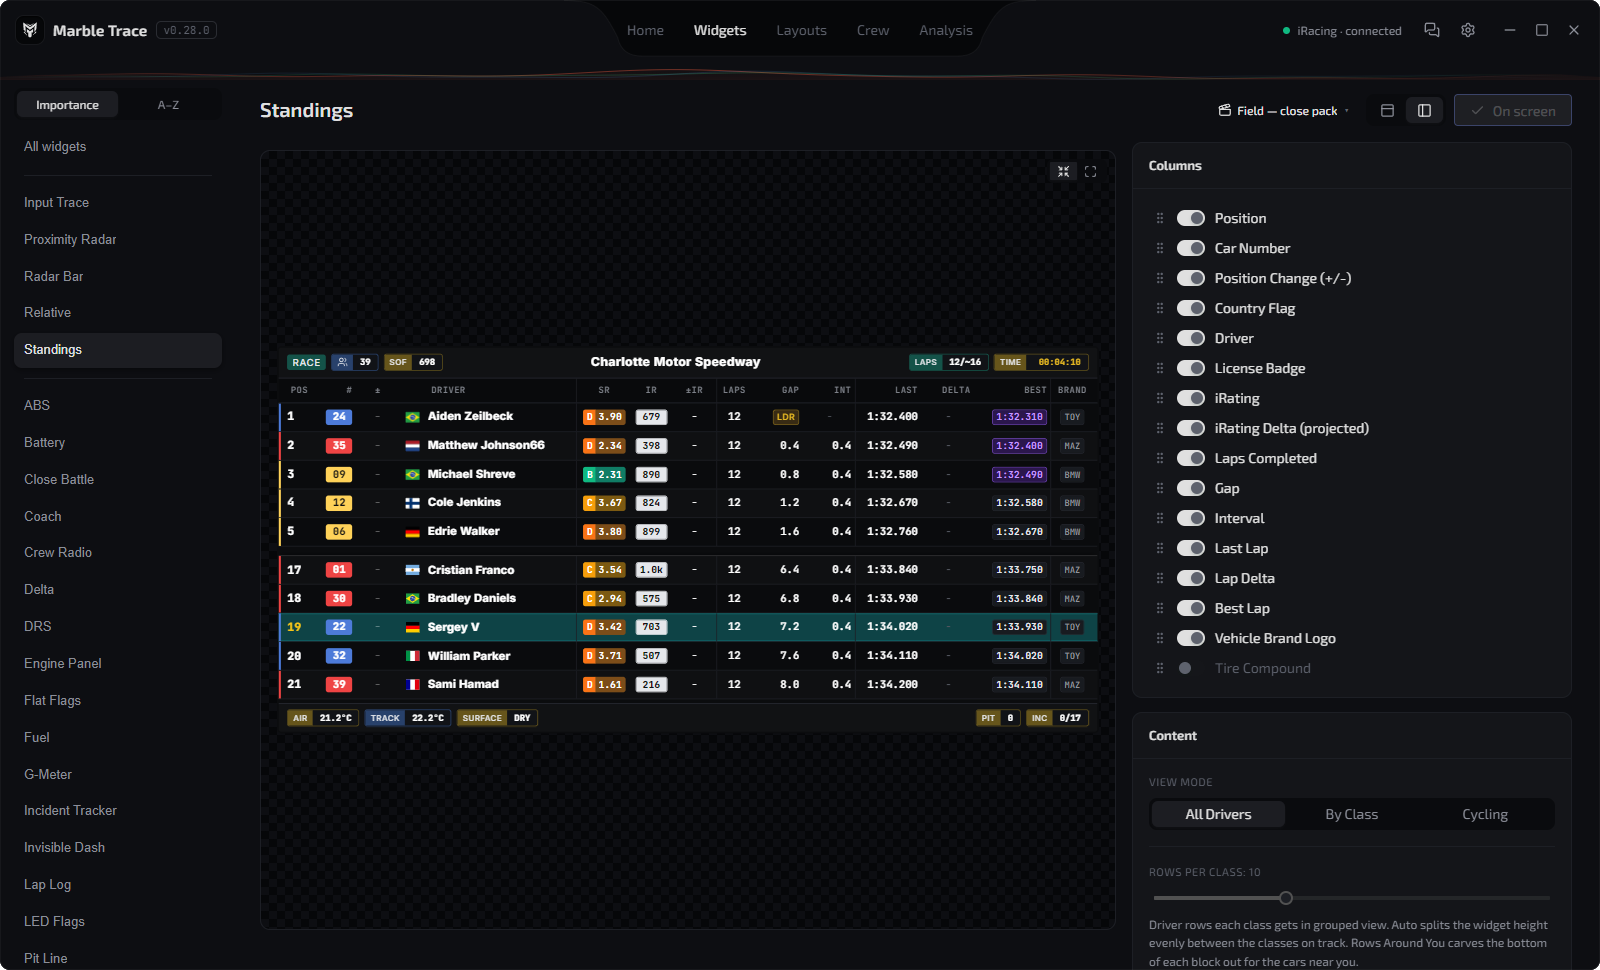 Marble Trace v0.28.0
Home Widgets Layouts Crew Analysis
iRacing · connected
Importance A–Z
All widgets
Input Trace
Proximity Radar
Radar Bar
Relative
Standings
ABS
Battery
Close Battle
Coach
Crew Radio
Delta
DRS
Engine Panel
Flat Flags
Fuel
G-Meter
Incident Tracker
Invisible Dash
Lap Log
LED Flags
Pit Line
Standings
Field — close pack
On screen
RACE 39 SOF 698 Charlotte Motor Speedway LAPS 12/~16 TIME 00:04:10
POS # ± DRIVER SR IR ±IR LAPS GAP INT LAST DELTA BEST BRAND
1 24 – Aiden Zeilbeck D 3.90 679 – 12 LDR – 1:32.400 – 1:32.310 TOY
2 35 – Matthew Johnson66 D 2.34 398 – 12 0.4 0.4 1:32.490 – 1:32.400 MAZ
3 09 – Michael Shreve B 2.31 890 – 12 0.8 0.4 1:32.580 – 1:32.490 BMW
4 12 – Cole Jenkins C 3.67 824 – 12 1.2 0.4 1:32.670 – 1:32.580 BMW
5 06 – Edrie Walker D 3.80 899 – 12 1.6 0.4 1:32.760 – 1:32.670 BMW
17 01 – Cristian Franco C 3.54 1.0k – 12 6.4 0.4 1:33.840 – 1:33.750 MAZ
18 30 – Bradley Daniels C 2.94 575 – 12 6.8 0.4 1:33.930 – 1:33.840 MAZ
19 22 – Sergey V D 3.42 703 – 12 7.2 0.4 1:34.020 – 1:33.930 TOY
20 32 – William Parker D 3.71 507 – 12 7.6 0.4 1:34.110 – 1:34.020 TOY
21 39 – Sami Hamad D 1.61 216 – 12 8.0 0.4 1:34.200 – 1:34.110 MAZ
AIR 21.2°C TRACK 22.2°C SURFACE DRY PIT 0 INC 0/17
Columns
Position
Car Number
Position Change (+/-)
Country Flag
Driver
License Badge
iRating
iRating Delta (projected)
Laps Completed
Gap
Interval
Last Lap
Lap Delta
Best Lap
Vehicle Brand Logo
Tire Compound
Content
VIEW MODE
All Drivers By Class Cycling
ROWS PER CLASS: 10
Driver rows each class gets in grouped view. Auto splits the widget height
evenly between the classes on track. Rows Around You carves the bottom
of each block out for the cars near you.